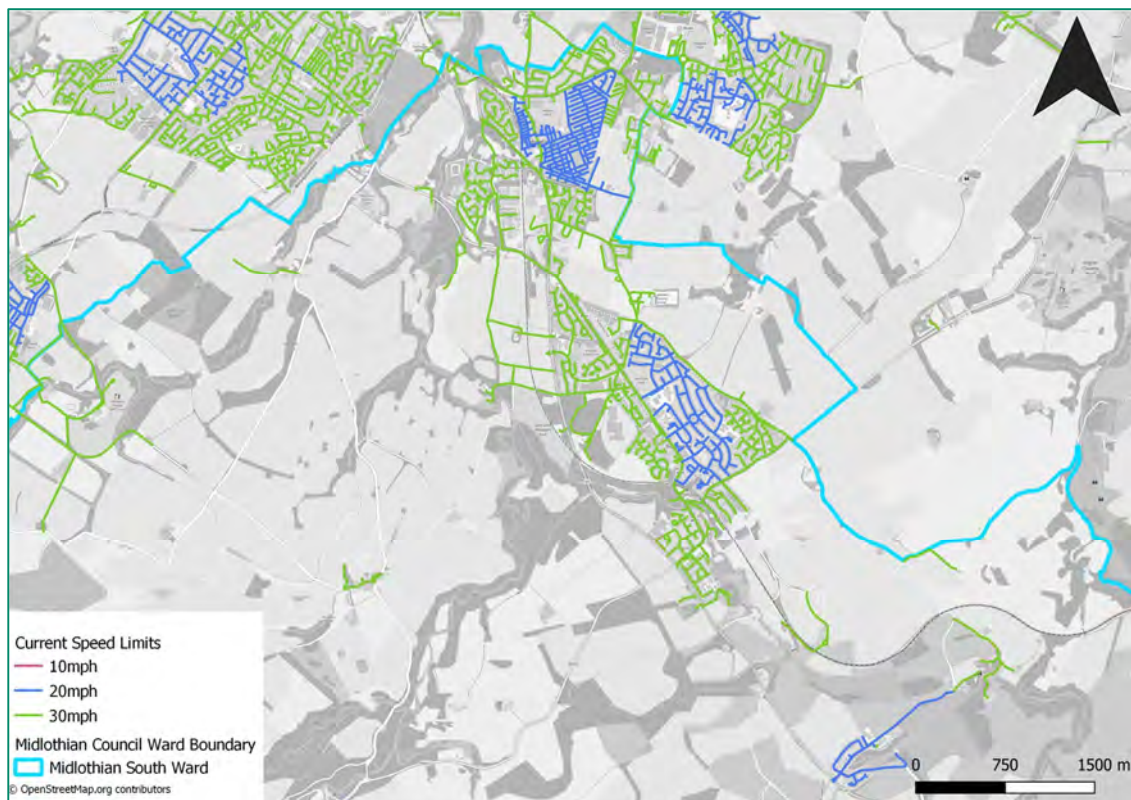 Current Speed Limits
10mph
20mph
30mph
Midlothian Council Ward Boundary
Midlothian South Ward
© OpenStreetMap.org contributors
0 750 1500 m